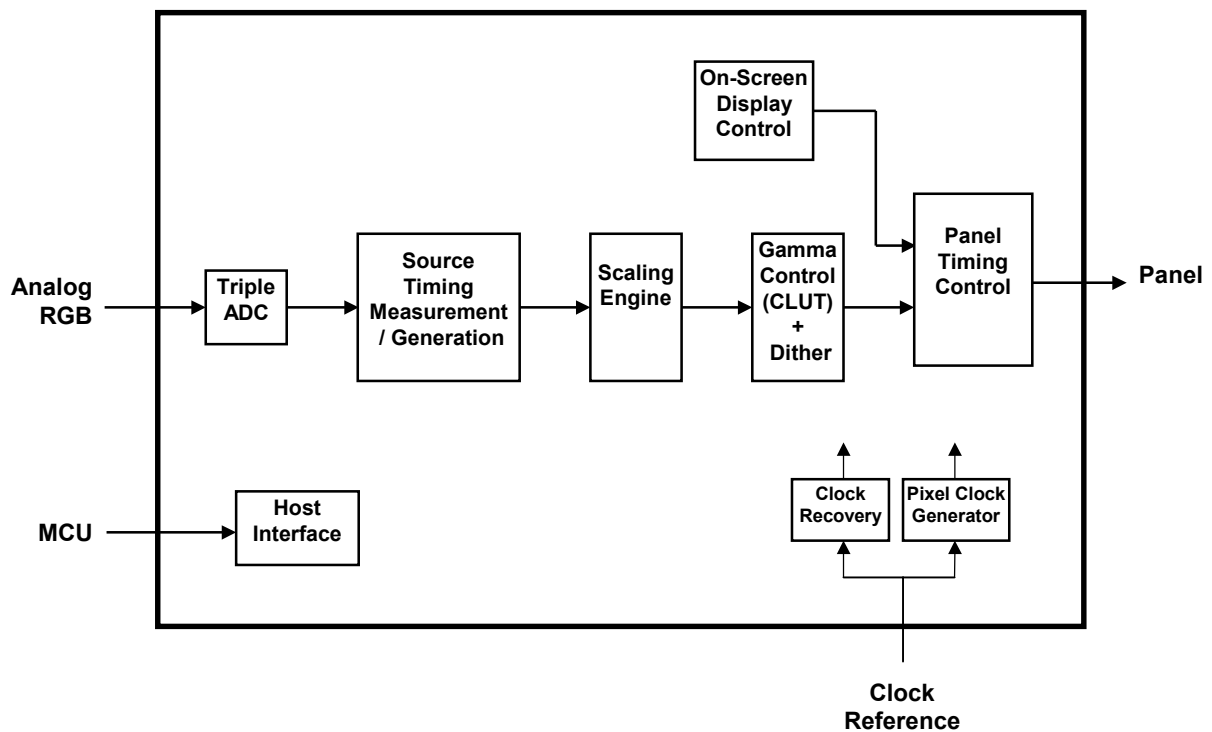 On-Screen
Display
Control
Analog
RGB
Triple
ADC
Source
Timing
Measurement
/ Generation
Scaling
Engine
Gamma
Control
(CLUT)
+
Dither
Panel
Timing
Control
Panel
MCU
Host
Interface
Clock
Recovery
Pixel Clock
Generator
Clock
Reference